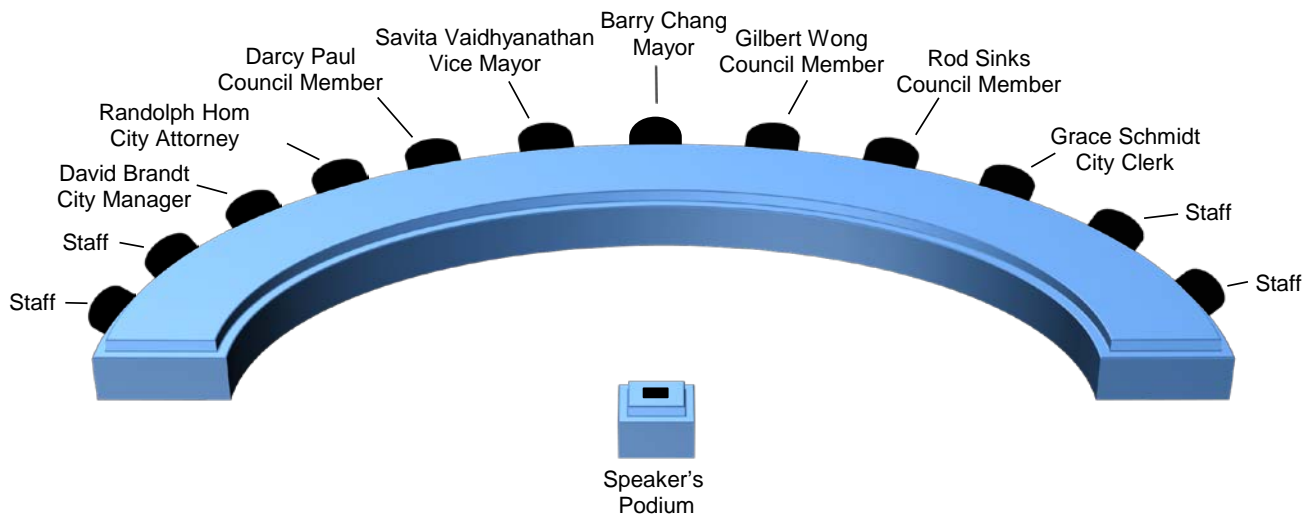 Barry Chang
Mayor
Savita Vaidhyanathan
Vice Mayor
Gilbert Wong
Council Member
Darcy Paul
Council Member
Rod Sinks
Council Member
Randolph Hom
City Attorney
Grace Schmidt
City Clerk
David Brandt
City Manager
Staff
Staff
Staff
Staff
Speaker’s
Podium